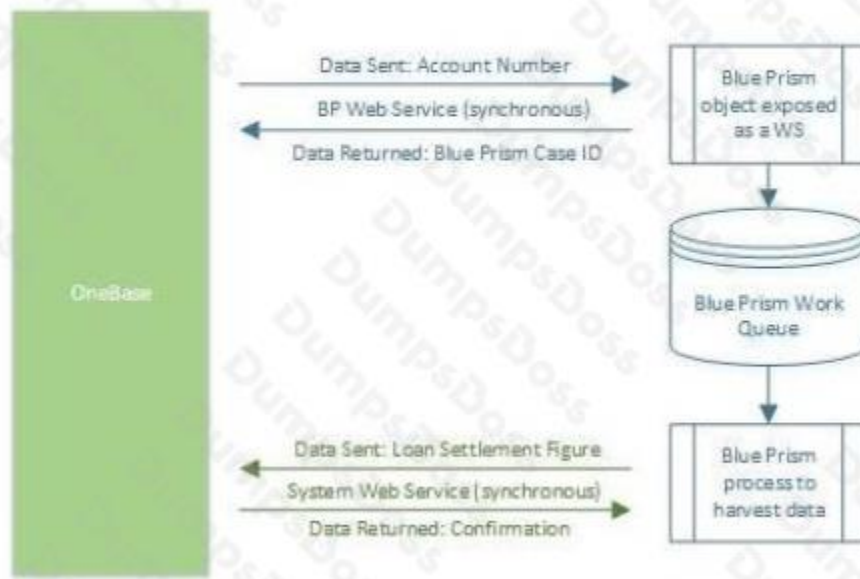 Data Sent: Account Number
BP Web Service (synchronous)
Data Returned: Blue Prism Case ID
Blue Prism
object exposed
as a WS
OneBase
Blue Prism Work
Queue
Data Sent: Loan Settlement Figure
System Web Service (synchronous)
Data Returned: Confirmation
Blue Prism
process to
harvest data
DumpsDoss